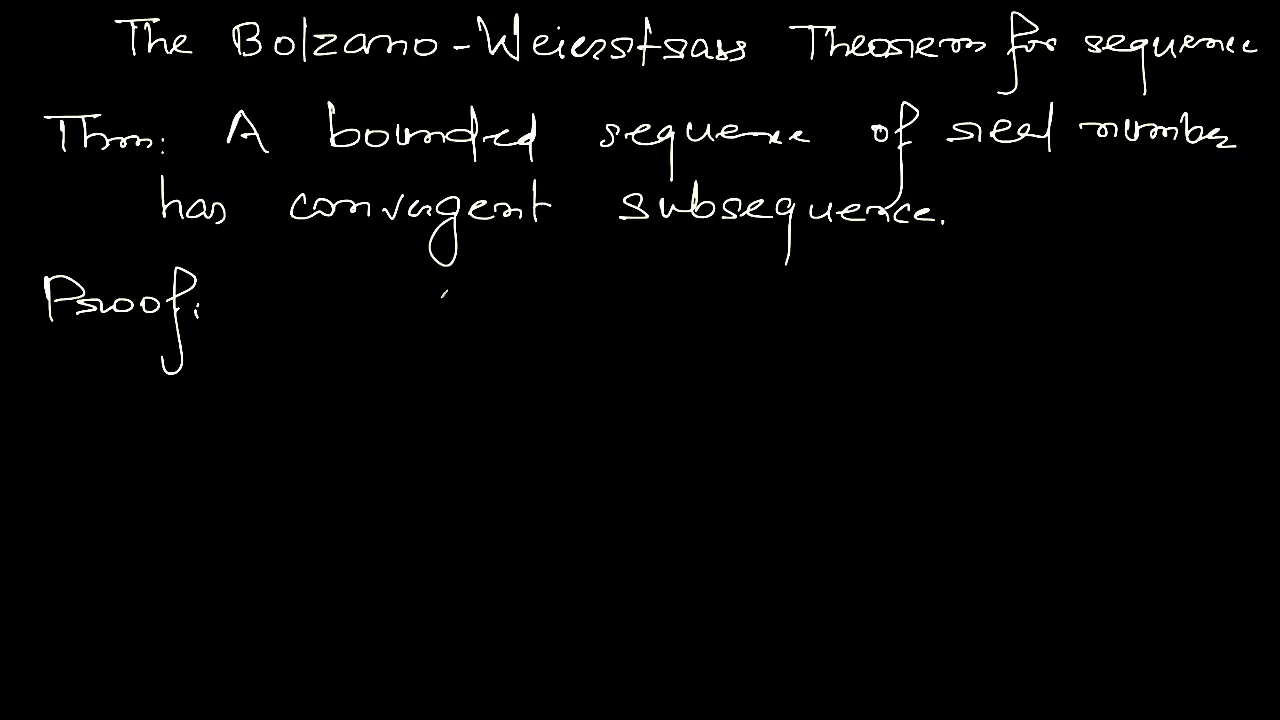 The Bolzano-Weierstrass Theorem for sequence
Thm: A bounded sequence of real number
has convergent subsequence.
Proof: